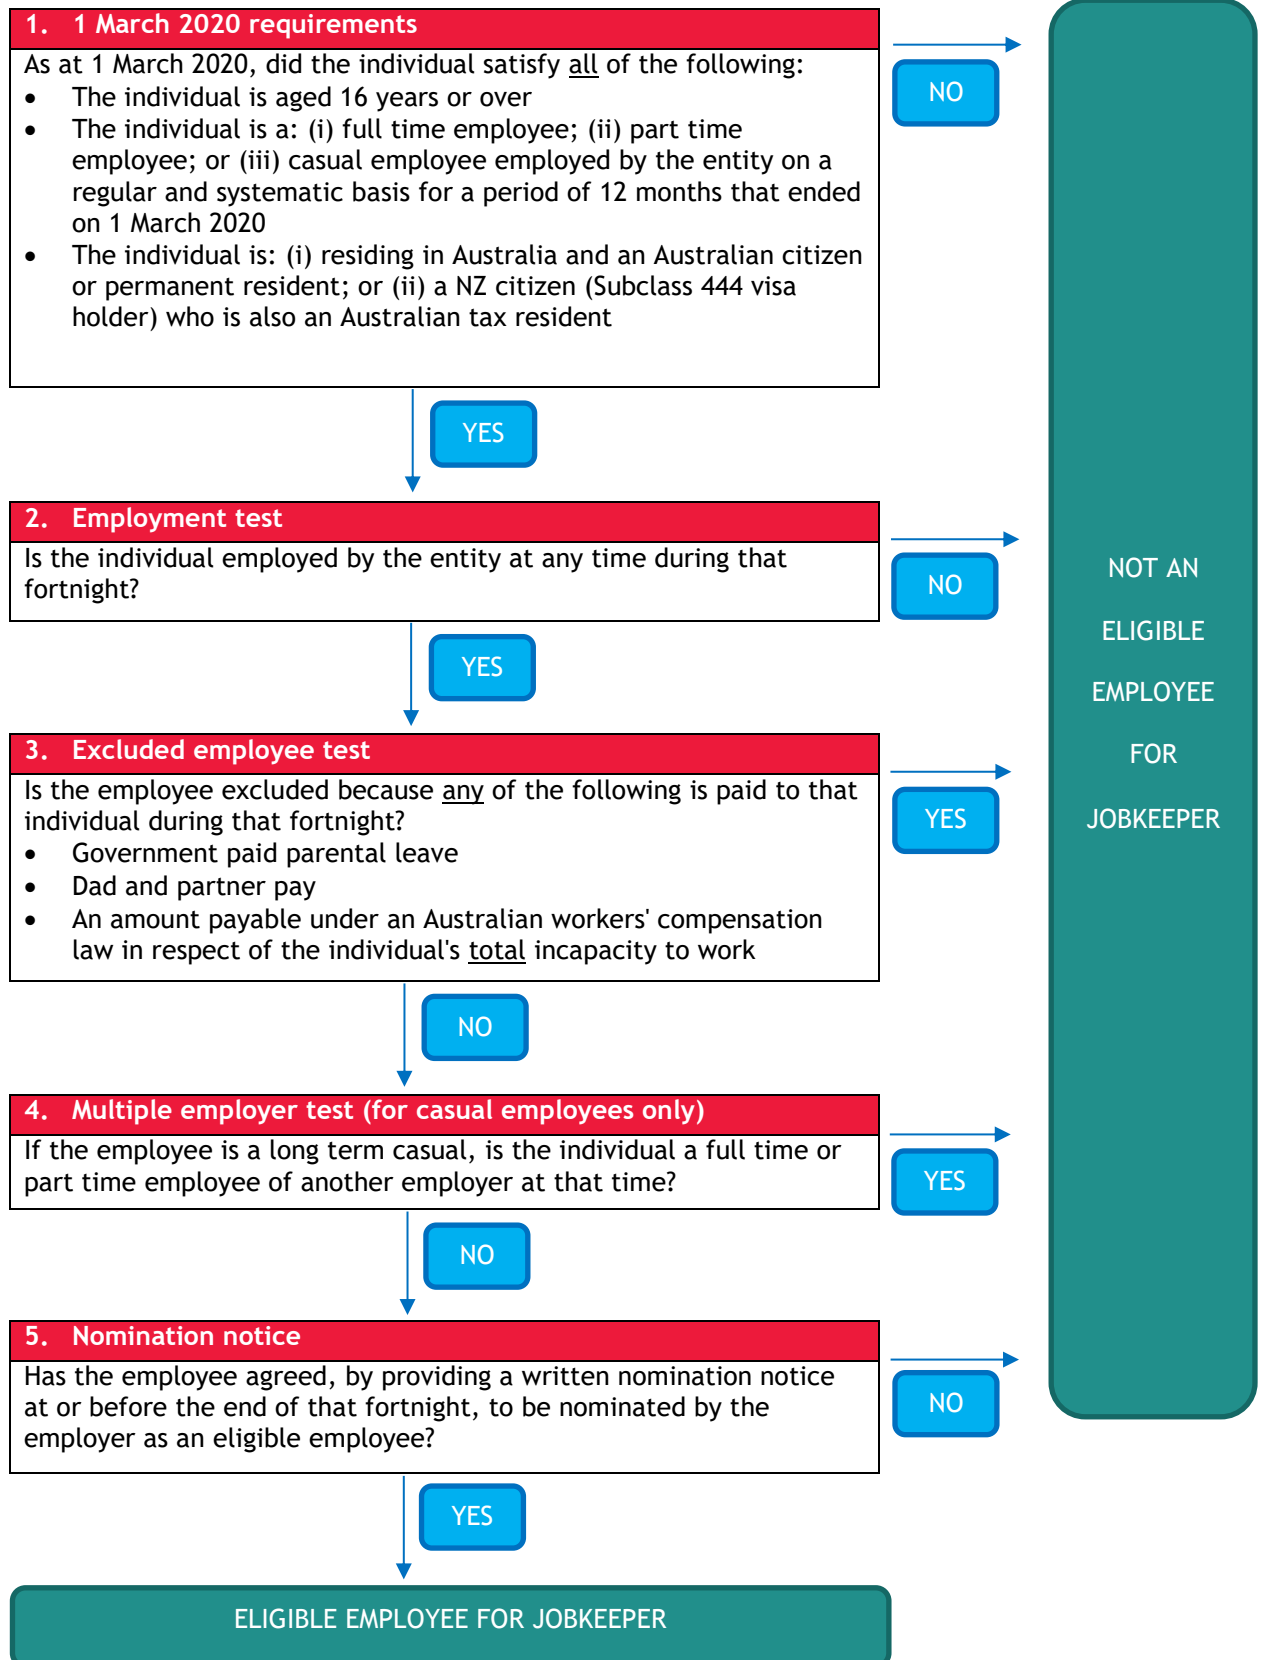 1. 1 March 2020 requirements
As at 1 March 2020, did the individual satisfy all of the following:
• The individual is aged 16 years or over
• The individual is a: (i) full time employee; (ii) part time
employee; or (iii) casual employee employed by the entity on a
regular and systematic basis for a period of 12 months that ended
on 1 March 2020
• The individual is: (i) residing in Australia and an Australian citizen
or permanent resident; or (ii) a NZ citizen (Subclass 444 visa
holder) who is also an Australian tax resident
NO
YES
2. Employment test
Is the individual employed by the entity at any time during that
fortnight?
NO
YES
3. Excluded employee test
Is the employee excluded because any of the following is paid to that
individual during that fortnight?
• Government paid parental leave
• Dad and partner pay
• An amount payable under an Australian workers' compensation
law in respect of the individual's total incapacity to work
YES
NO
4. Multiple employer test (for casual employees only)
If the employee is a long term casual, is the individual a full time or
part time employee of another employer at that time?
YES
NO
5. Nomination notice
Has the employee agreed, by providing a written nomination notice
at or before the end of that fortnight, to be nominated by the
employer as an eligible employee?
NO
YES
ELIGIBLE EMPLOYEE FOR JOBKEEPER
NOT AN
ELIGIBLE
EMPLOYEE
FOR
JOBKEEPER